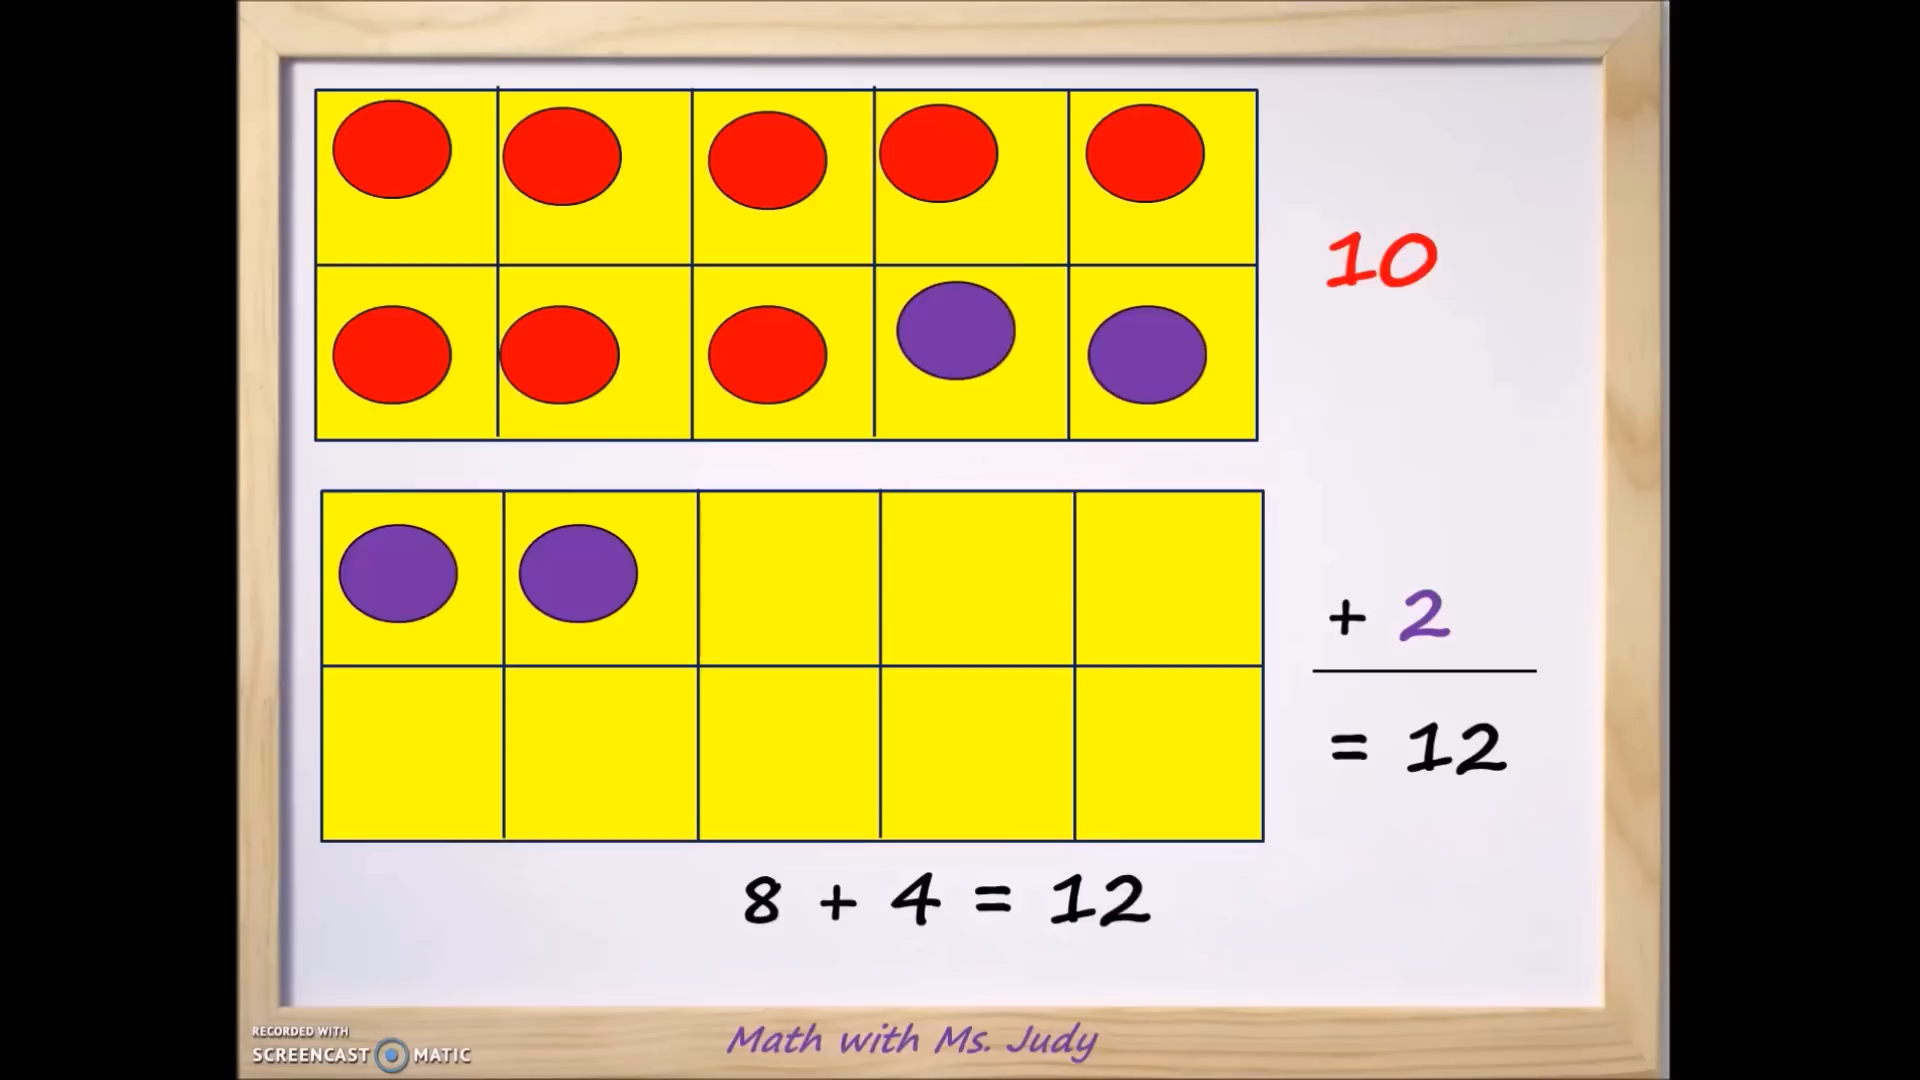 10
+ 2
= 12
8 + 4 = 12
Math with Ms. Judy
RECORDED WITH
SCREENCAST MATIC